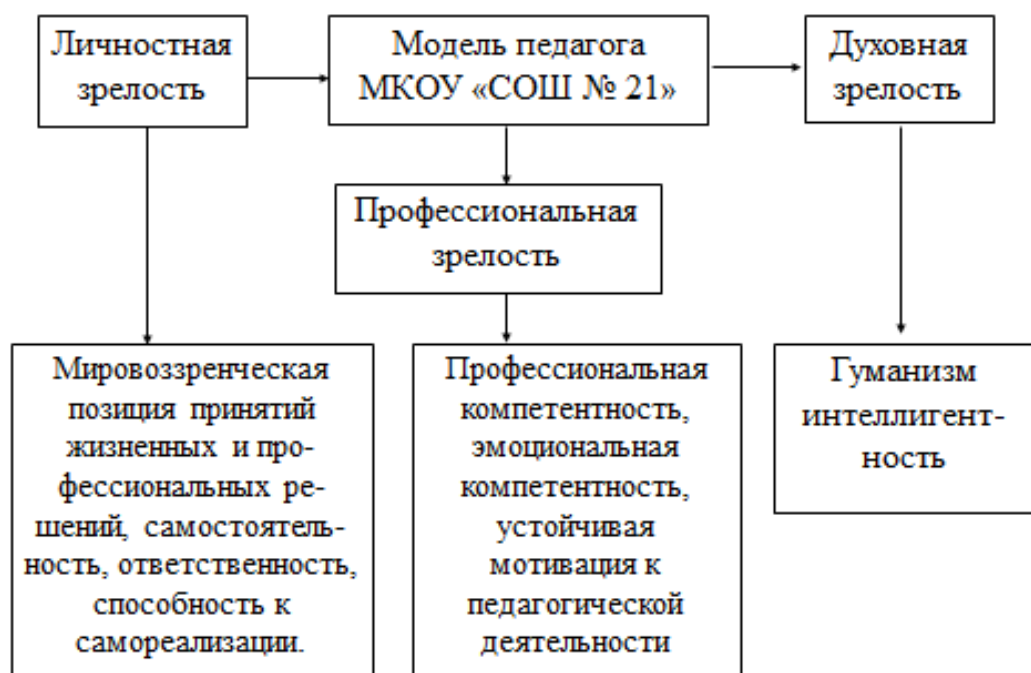 Личностная
зрелость
Модель педагога
МКОУ «СОШ № 21»
Духовная
зрелость
Профессиональная
зрелость
Мировоззренческая
позиция принятий
жизненных и про-
фессиональных ре-
шений, самостоятель-
ность, ответственность,
способность к
самореализации.
Профессиональная
компетентность,
эмоциональная
компетентность,
устойчивая
мотивация к
педагогической
деятельности
Гуманизм
интеллигент-
ность